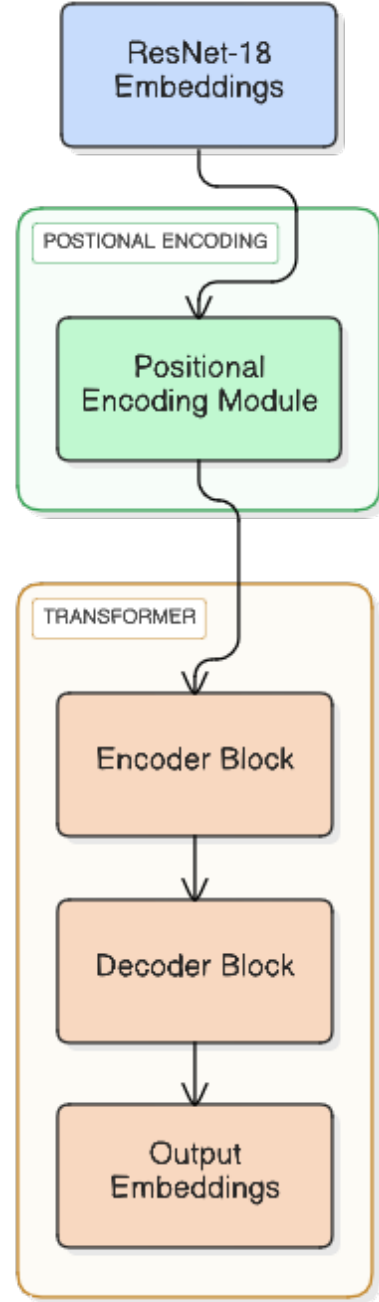 ResNet-18
Embeddings
POSTIONAL ENCODING
Positional
Encoding Module
TRANSFORMER
Encoder Block
Decoder Block
Output
Embeddings